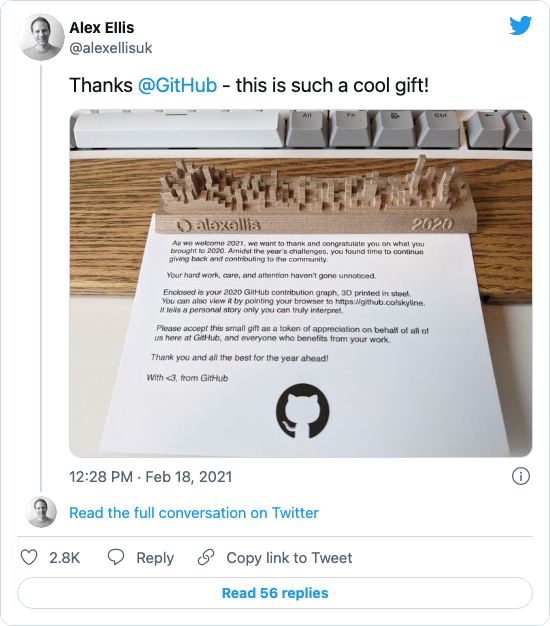 Alex Ellis
@alexellisuk
Thanks @GitHub - this is such a cool gift!
Alt
Fn
Ctrl
alexellis
2020
As we welcome 2021, we want to thank and congratulate you on what you
brought to 2020. Amidst the year's challenges, you found time to continue
giving back and contributing to the community.
Your hard work, care, and attention haven't gone unnoticed.
Enclosed is your 2020 GitHub contribution graph, 3D printed in steel.
You can also view it by pointing your browser to https://github.co/skyline.
It tells a personal story only you can truly interpret.
Please accept this small gift as a token of appreciation on behalf of all of
us here at GitHub, and everyone who benefits from your work.
Thank you and all the best for the year ahead!
With <3, from GitHub
12:28 PM · Feb 18, 2021
Read the full conversation on Twitter
2.8K
Reply
Copy link to Tweet
Read 56 replies